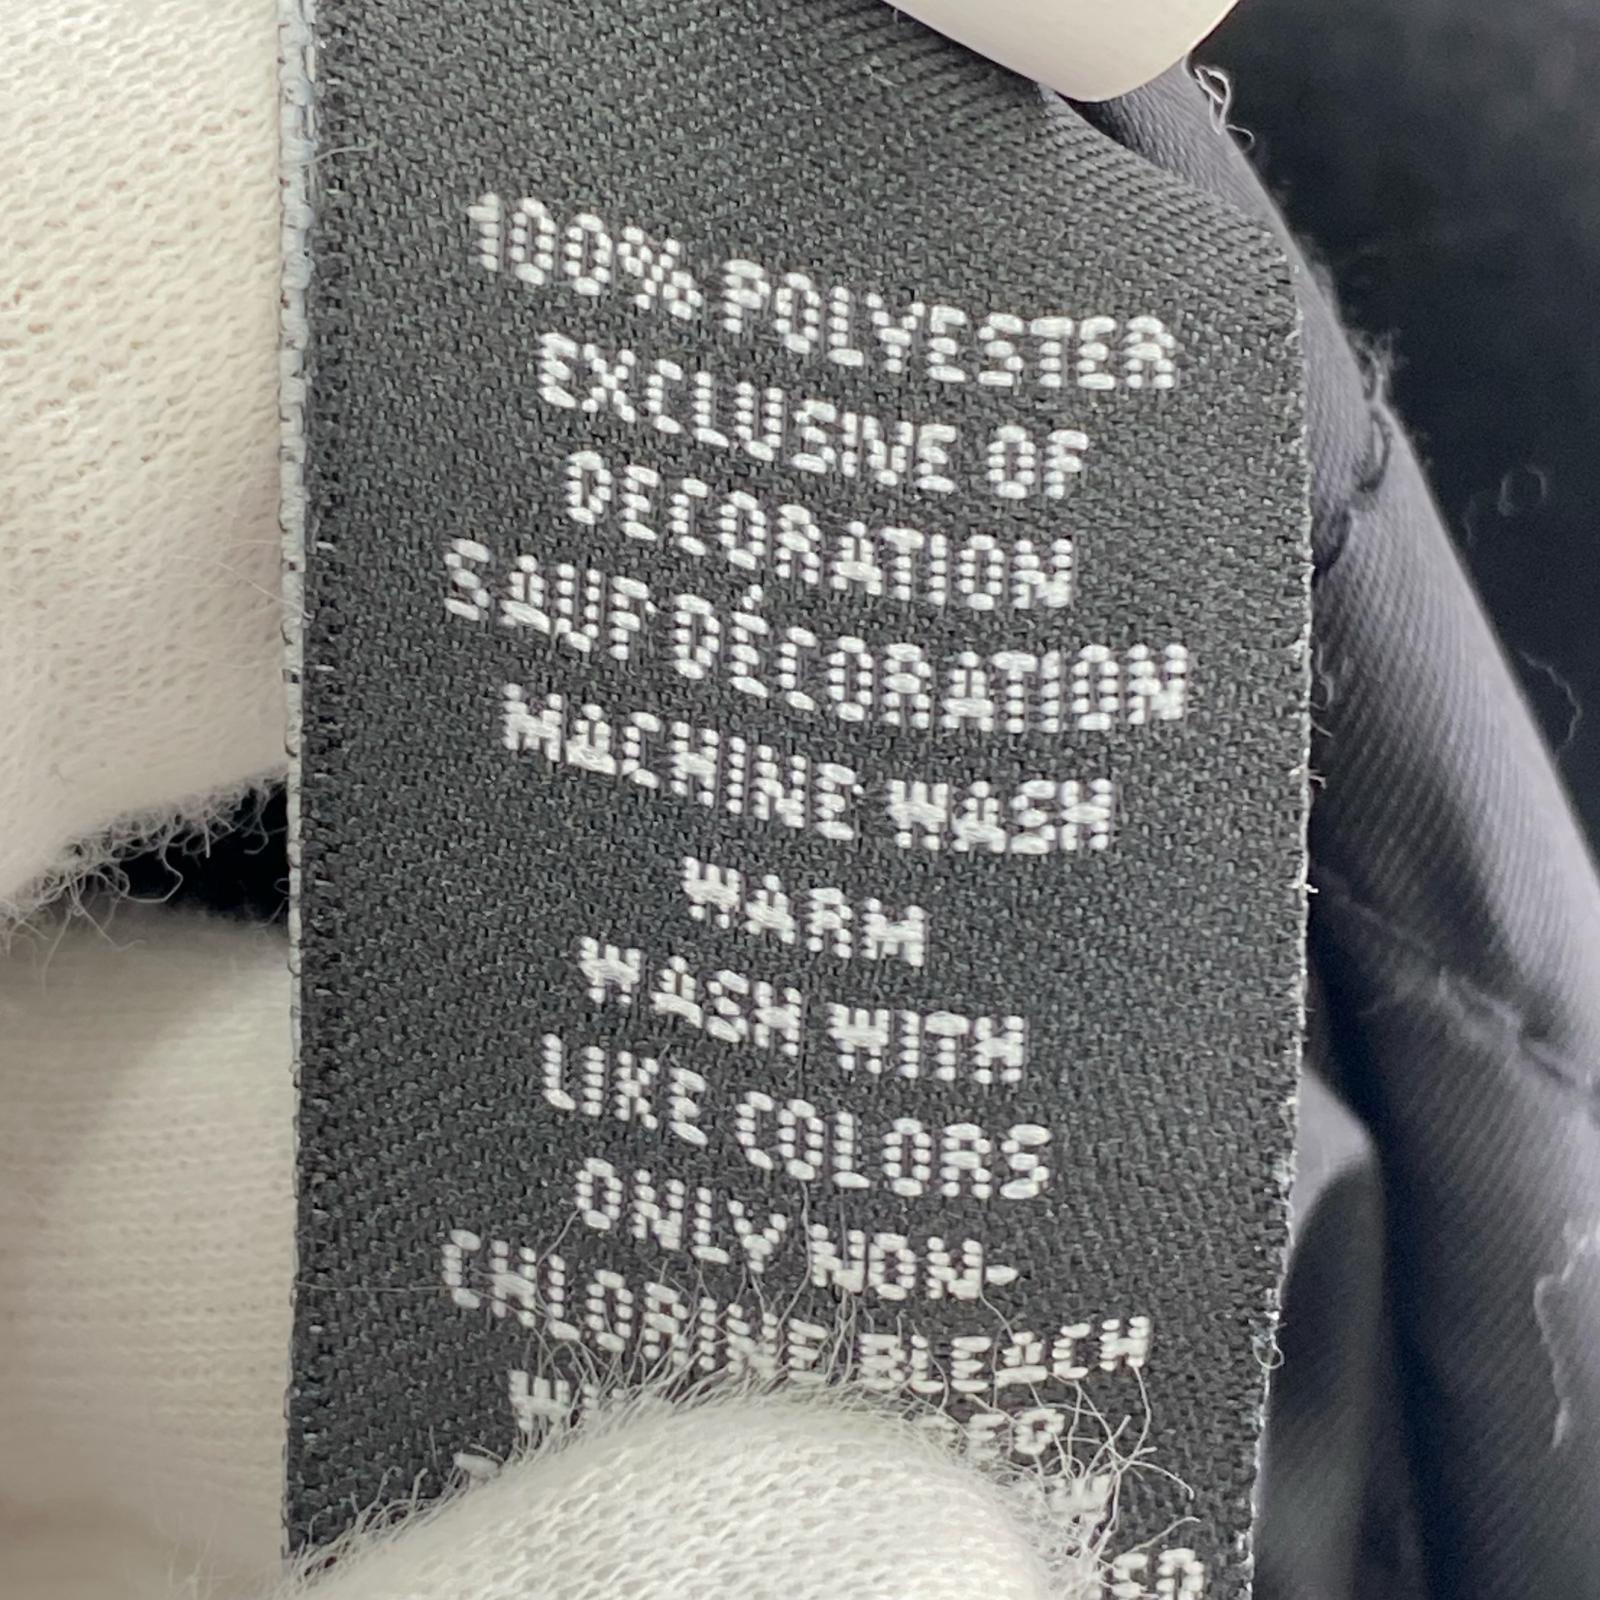 100% POLYESTER
EXCLUSIVE OF
DECORATION
SAUF DÉCORATION
MACHINE WASH
WARM
WASH WITH
LIKE COLORS
ONLY NON-
CHLORINE BLEACH